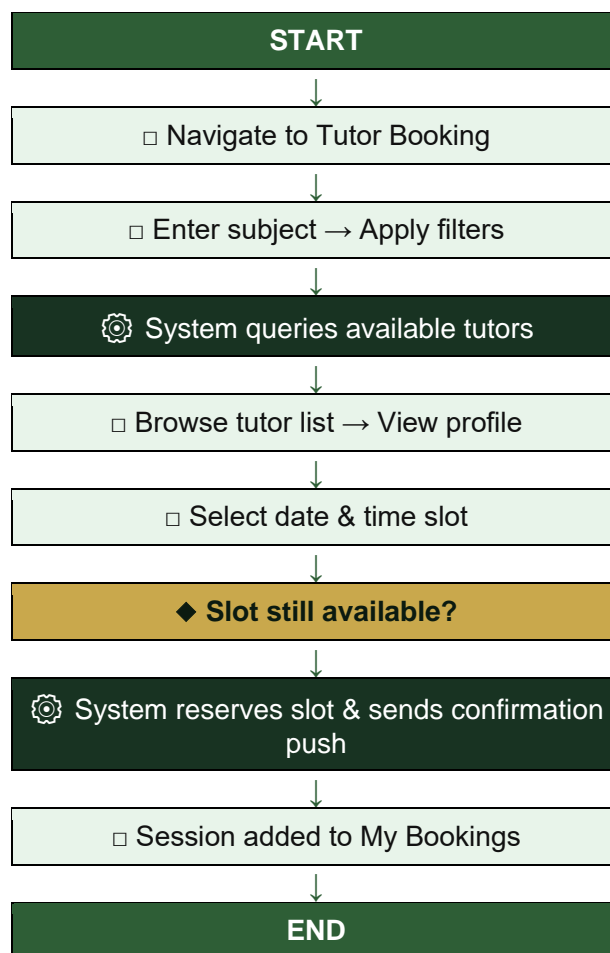 START
↓
□ Navigate to Tutor Booking
↓
□ Enter subject → Apply filters
↓
⚙ System queries available tutors
↓
□ Browse tutor list → View profile
↓
□ Select date & time slot
↓
◆ Slot still available?
↓
⚙ System reserves slot & sends confirmation
push
↓
□ Session added to My Bookings
↓
END